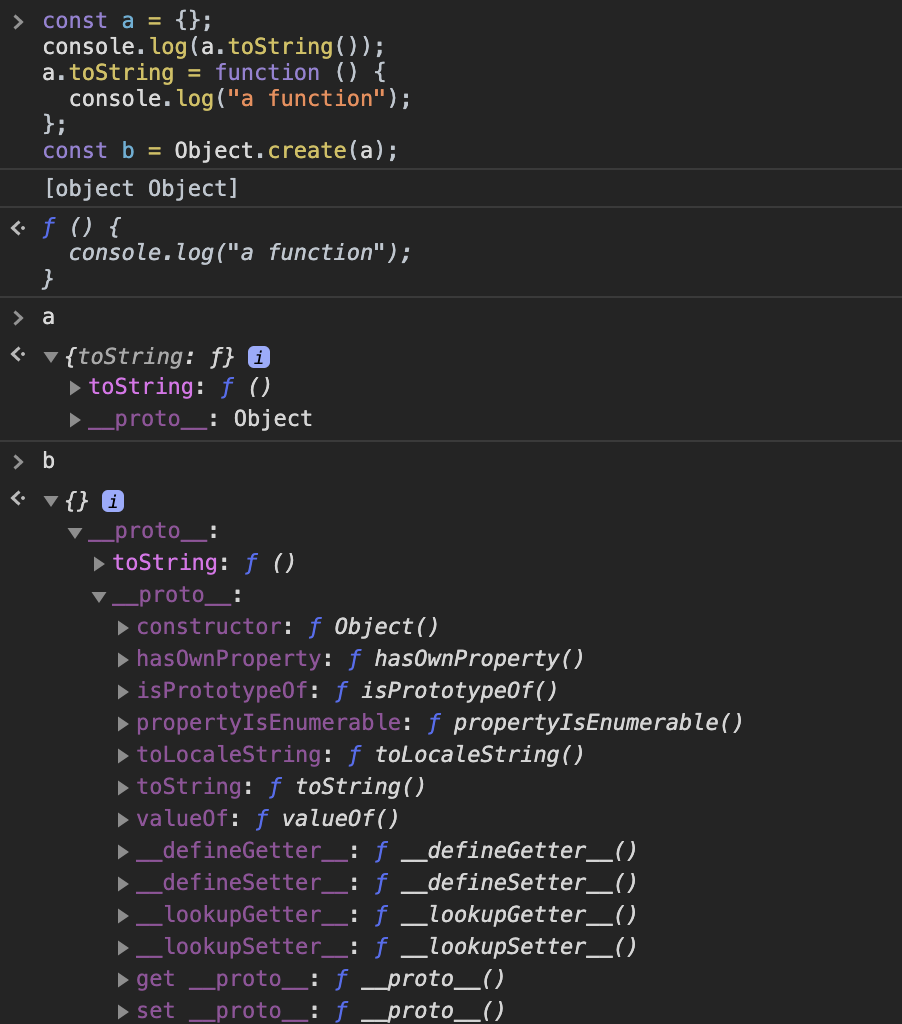 > const a = {};
console.log(a.toString());
a.toString = function () {
  console.log("a function");
};
const b = Object.create(a);
[object Object]
ƒ () {
  console.log("a function");
}
> a
▼{toString: ƒ} i
▶toString: ƒ ()
▶__proto__: Object
> b
▼{} i
▼__proto__:
▶toString: ƒ ()
▼__proto__:
▶constructor: ƒ Object()
▶hasOwnProperty: ƒ hasOwnProperty()
▶isPrototypeOf: ƒ isPrototypeOf()
▶propertyIsEnumerable: ƒ propertyIsEnumerable()
▶toLocaleString: ƒ toLocaleString()
▶toString: ƒ toString()
▶valueOf: ƒ valueOf()
▶__defineGetter__: ƒ __defineGetter__()
▶__defineSetter__: ƒ __defineSetter__()
▶__lookupGetter__: ƒ __lookupGetter__()
▶__lookupSetter__: ƒ __lookupSetter__()
▶get __proto__: ƒ __proto__()
▶set __proto__: ƒ __proto__()